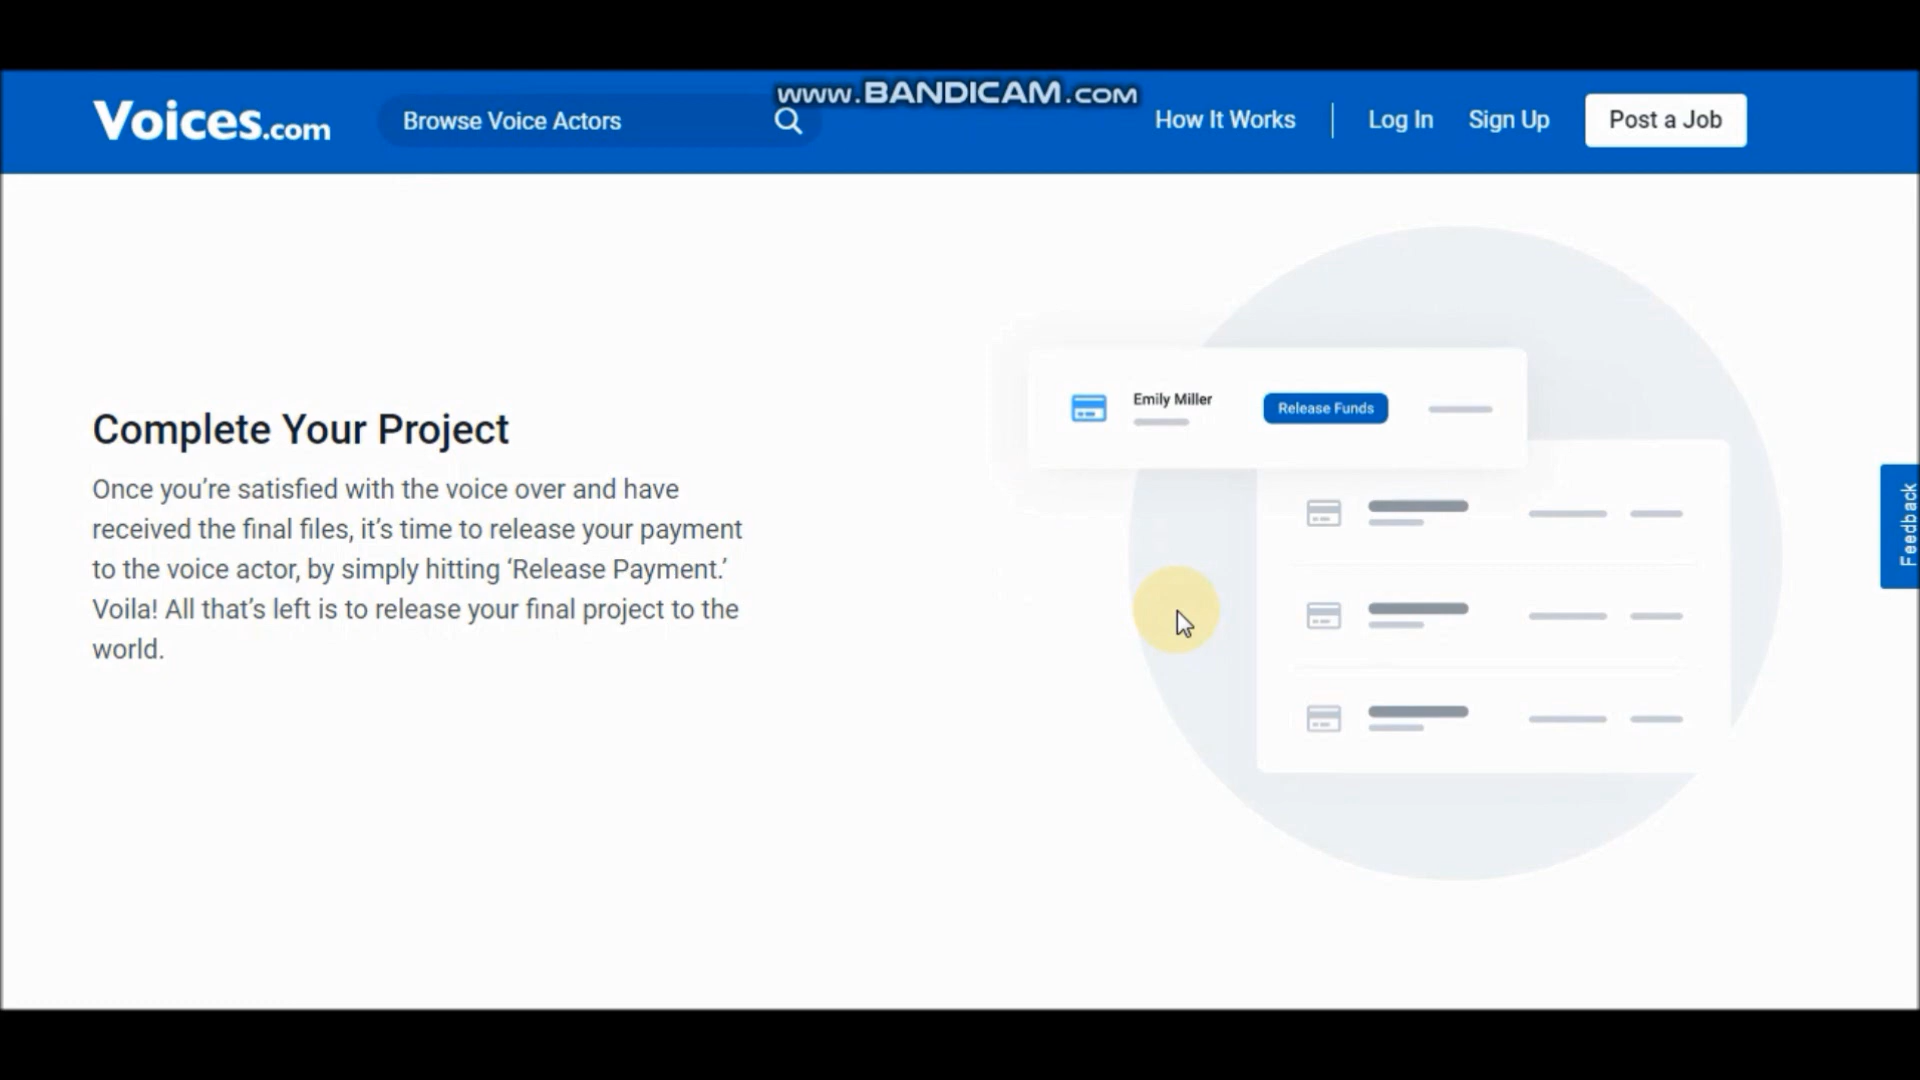 www.BANDICAM.com
Voices.com
Browse Voice Actors
How It Works
Log In
Sign Up
Post a Job
Complete Your Project
Once you’re satisfied with the voice over and have
received the final files, it’s time to release your payment
to the voice actor, by simply hitting ‘Release Payment.’
Voila! All that’s left is to release your final project to the
world.
Emily Miller
Release Funds
Feedback